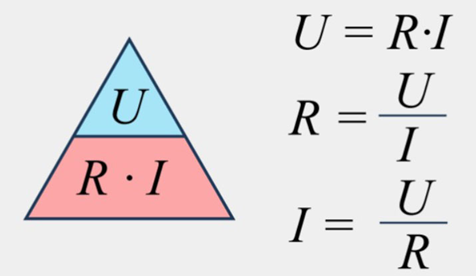 U
R · I
U = R·I
R = U/I
I = U/R